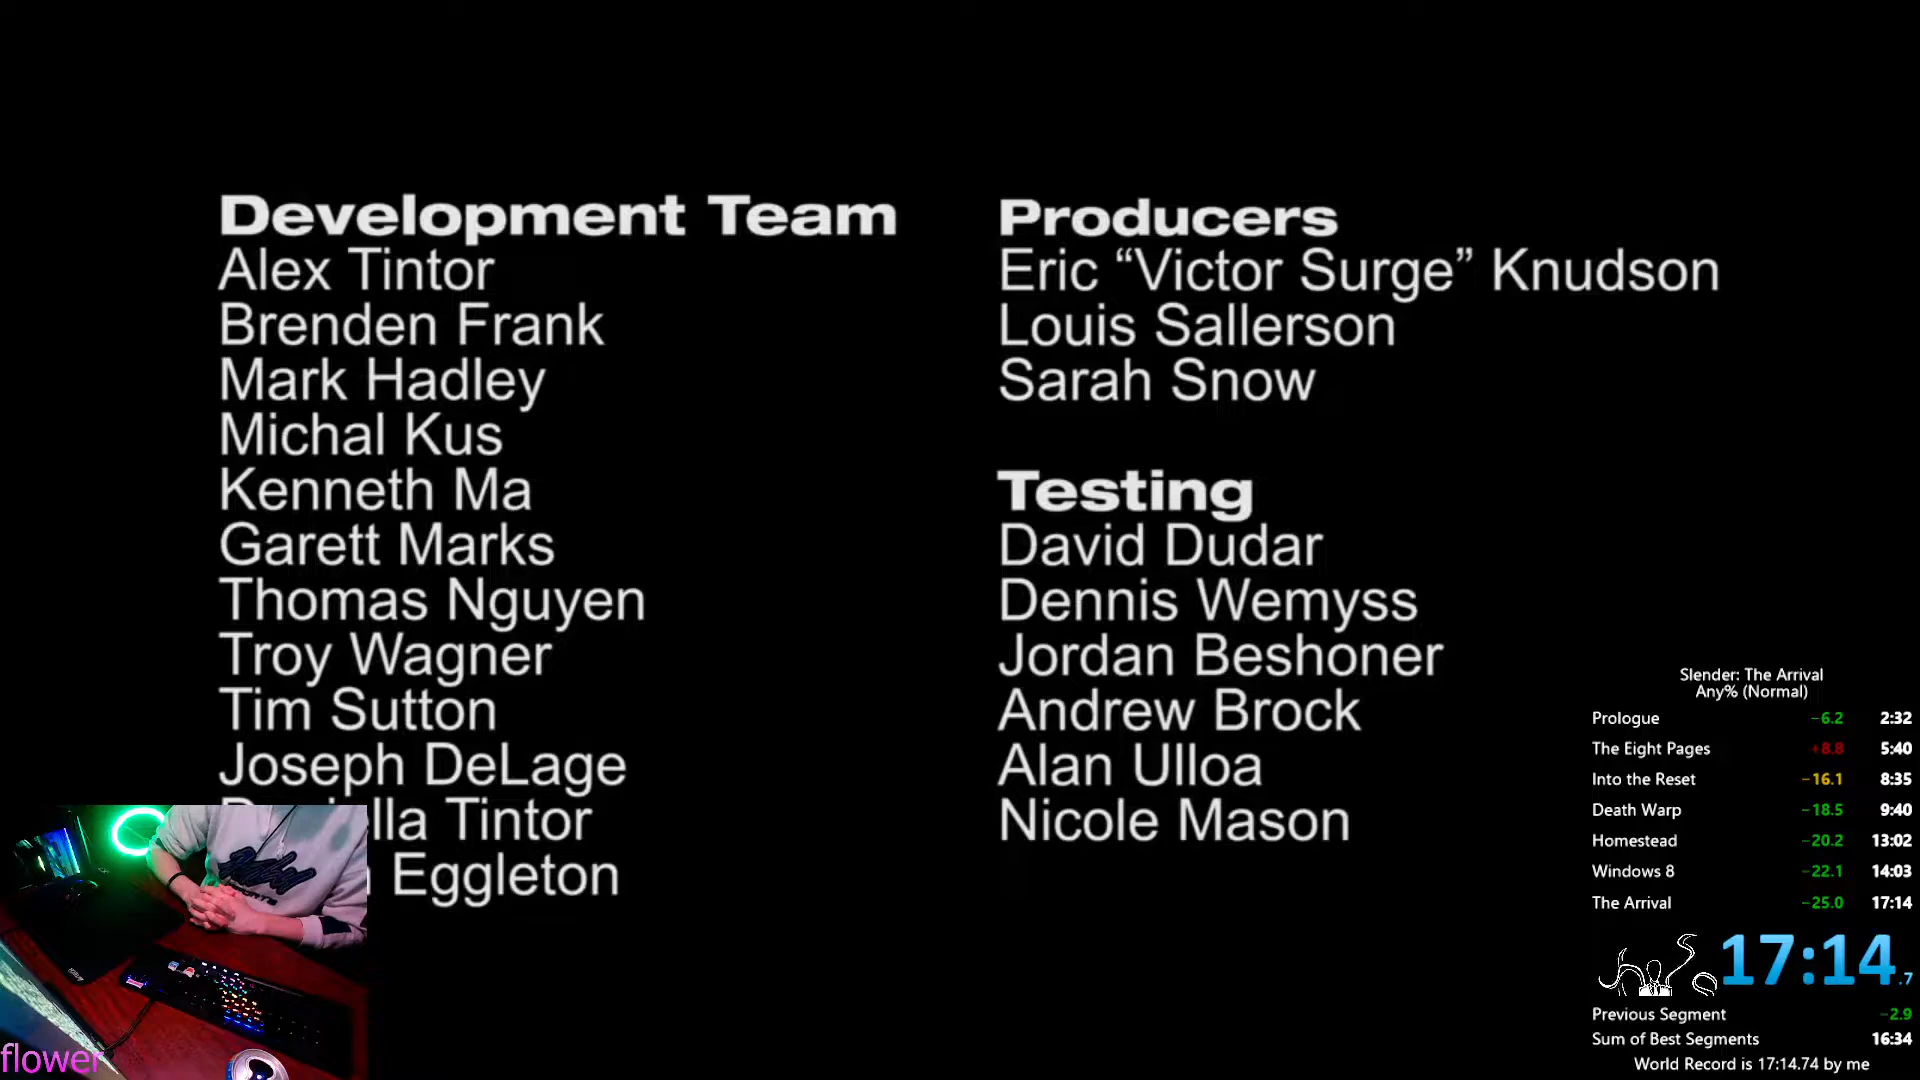 Development Team
Alex Tintor
Brenden Frank
Mark Hadley
Michal Kus
Kenneth Ma
Garett Marks
Thomas Nguyen
Troy Wagner
Tim Sutton
Joseph DeLage
Tintor
Eggleton
Producers
Eric “Victor Surge” Knudson
Louis Sallerson
Sarah Snow
Testing
David Dudar
Dennis Wemyss
Jordan Beshoner
Andrew Brock
Alan Ulloa
Nicole Mason
Slender: The Arrival
Any% (Normal)
Prologue −6.2 2:32
The Eight Pages +8.8 5:40
Into the Reset −16.1 8:35
Death Warp −18.5 9:40
Homestead −20.2 13:02
Windows 8 −22.1 14:03
The Arrival −25.0 17:14
17:14.7
Previous Segment −2.9
Sum of Best Segments 16:34
World Record is 17:14.74 by me
flower